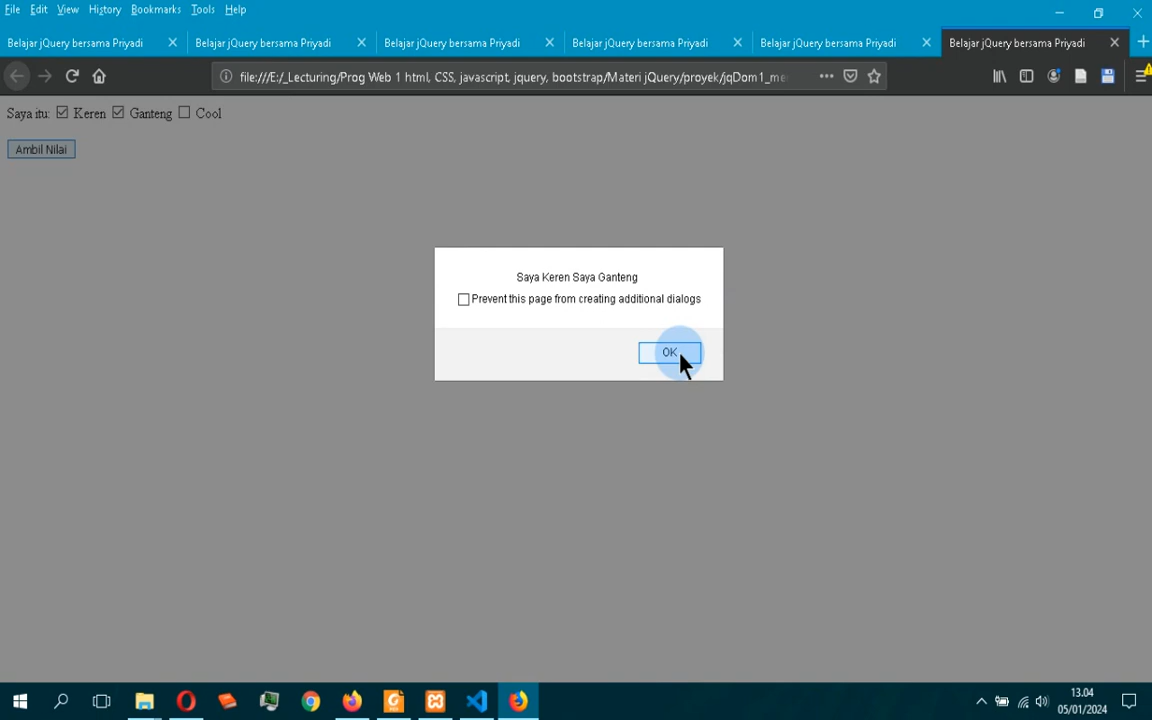 File Edit View History Bookmarks Tools Help
Belajar jQuery bersama Priyadi Belajar jQuery bersama Priyadi Belajar jQuery bersama Priyadi Belajar jQuery bersama Priyadi Belajar jQuery bersama Priyadi Belajar jQuery bersama Priyadi
file:///E:/_Lecturing/Prog Web 1 html, CSS, javascript, jquery, bootstrap/Materi jQuery/proyek/jqDom1_me
Saya itu: Keren Ganteng Cool
Ambil Nilai
Saya Keren Saya Ganteng
Prevent this page from creating additional dialogs
OK
13.04
05/01/2024